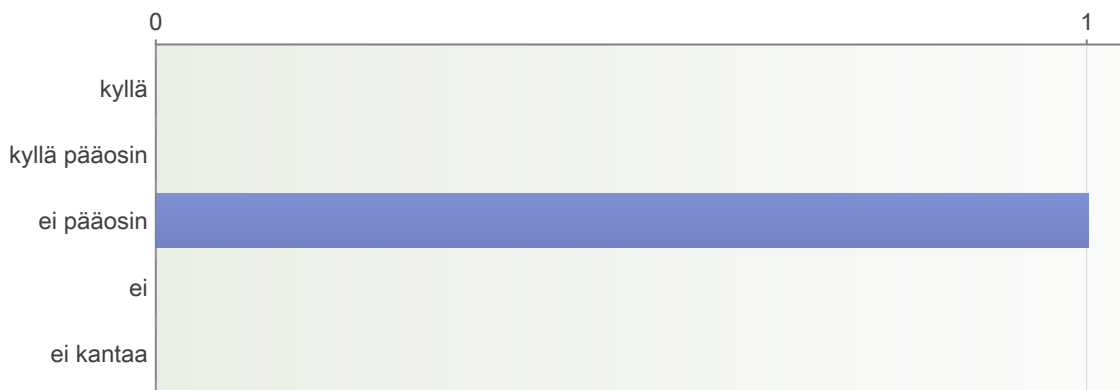 0 1
kyllä
kyllä pääosin
ei pääosin
ei
ei kantaa